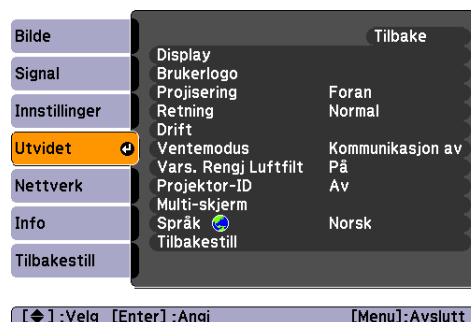 Bilde
Signal
Innstillinger
Utvidet
Nettverk
Info
Tilbakestill
Tilbake
Display
Brukerlogo
Projisering Foran
Retning Normal
Drift
Ventemodus Kommunikasjon av
Vars. Rengj Luftfilt På
Projektor-ID Av
Multi-skjerm
Språk Norsk
Tilbakestill
[◆] :Velg [Enter] :Angi [Menu]:Avslutt